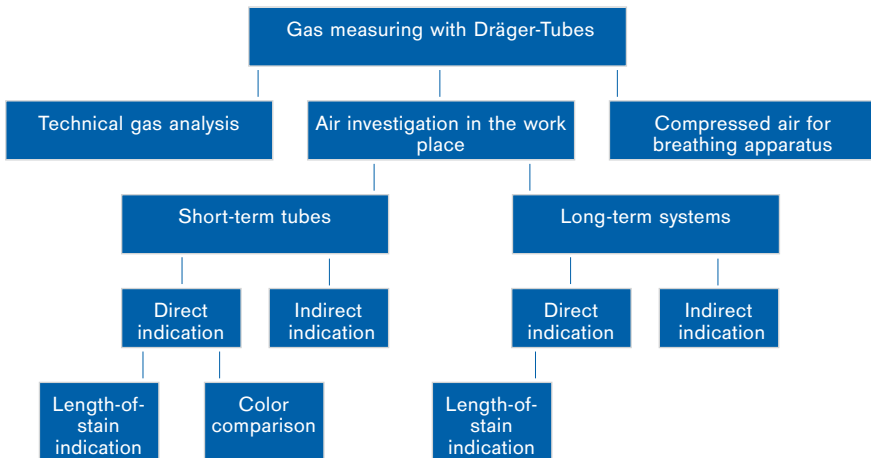 Gas measuring with Dräger-Tubes
Technical gas analysis
Air investigation in the work
place
Compressed air for
breathing apparatus
Short-term tubes
Long-term systems
Direct
indication
Indirect
indication
Direct
indication
Indirect
indication
Length-of-
stain
indication
Color
comparison
Length-of-
stain
indication